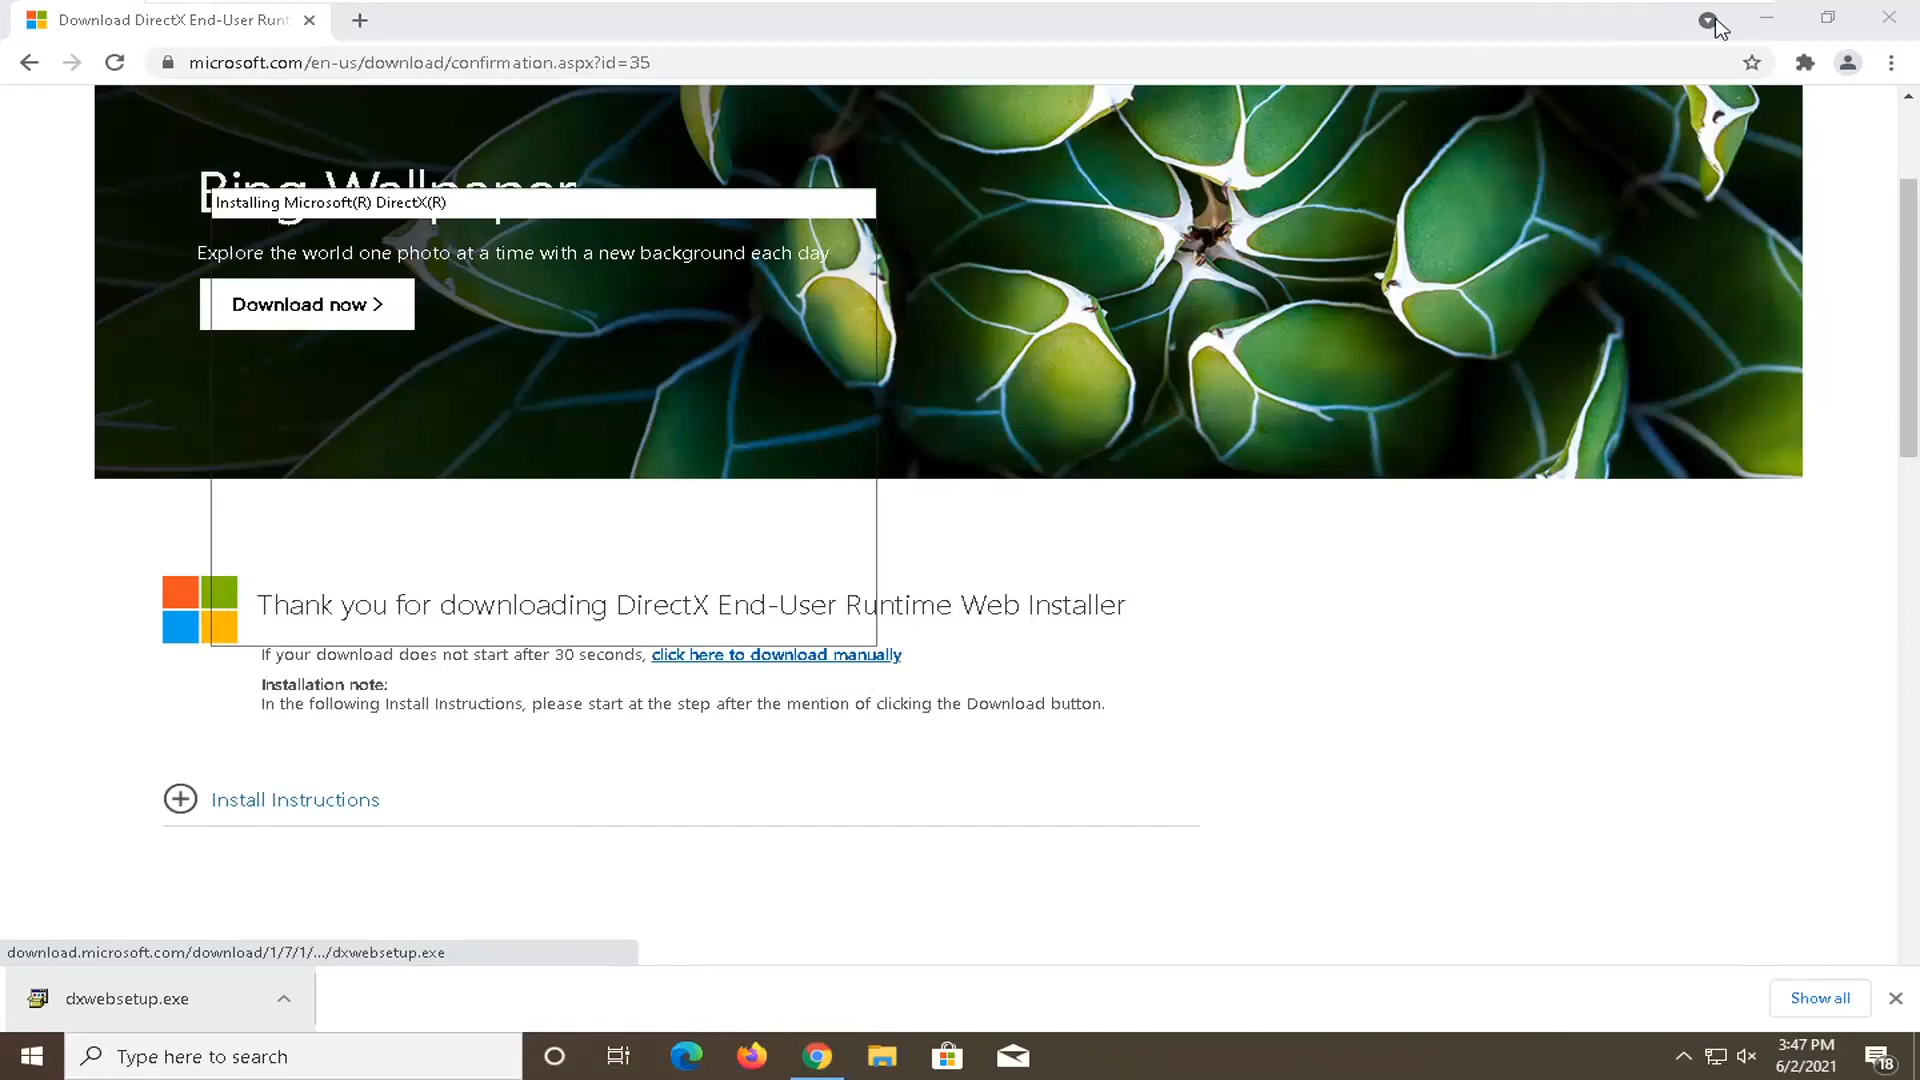 Download DirectX End-User Runt
microsoft.com/en-us/download/confirmation.aspx?id=35
Bing Wallpaper
Installing Microsoft(R) DirectX(R)
Explore the world one photo at a time with a new background each day
Download now >
Thank you for downloading DirectX End-User Runtime Web Installer
If your download does not start after 30 seconds, click here to download manually
Installation note:
In the following Install Instructions, please start at the step after the mention of clicking the Download button.
Install Instructions
download.microsoft.com/download/1/7/1/.../dxwebsetup.exe
dxwebsetup.exe
Show all
Type here to search
3:47 PM
6/2/2021
18